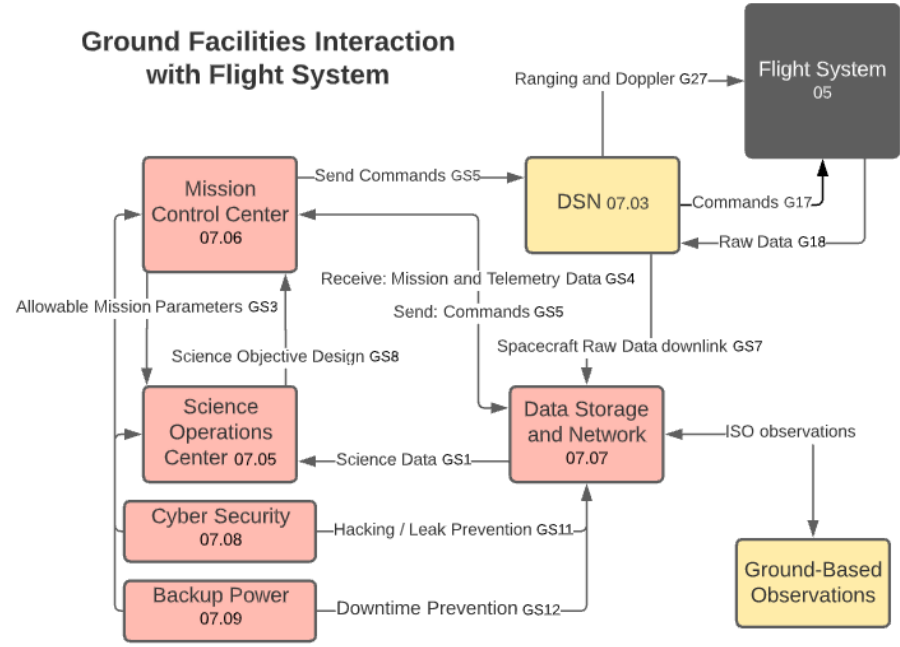 Ground Facilities Interaction
with Flight System
Ranging and Doppler G27
Flight System
05
Mission
Control Center
07.06
Send Commands GS5
DSN 07.03
Commands G17
Raw Data G18
Receive: Mission and Telemetry Data GS4
Allowable Mission Parameters GS3
Send: Commands GS5
Science Objective Design GS8
Spacecraft Raw Data downlink GS7
Science
Operations
Center 07.05
Science Data GS1
Data Storage
and Network
07.07
ISO observations
Cyber Security
07.08
Hacking / Leak Prevention GS11
Ground-Based
Observations
Backup Power
07.09
Downtime Prevention GS12